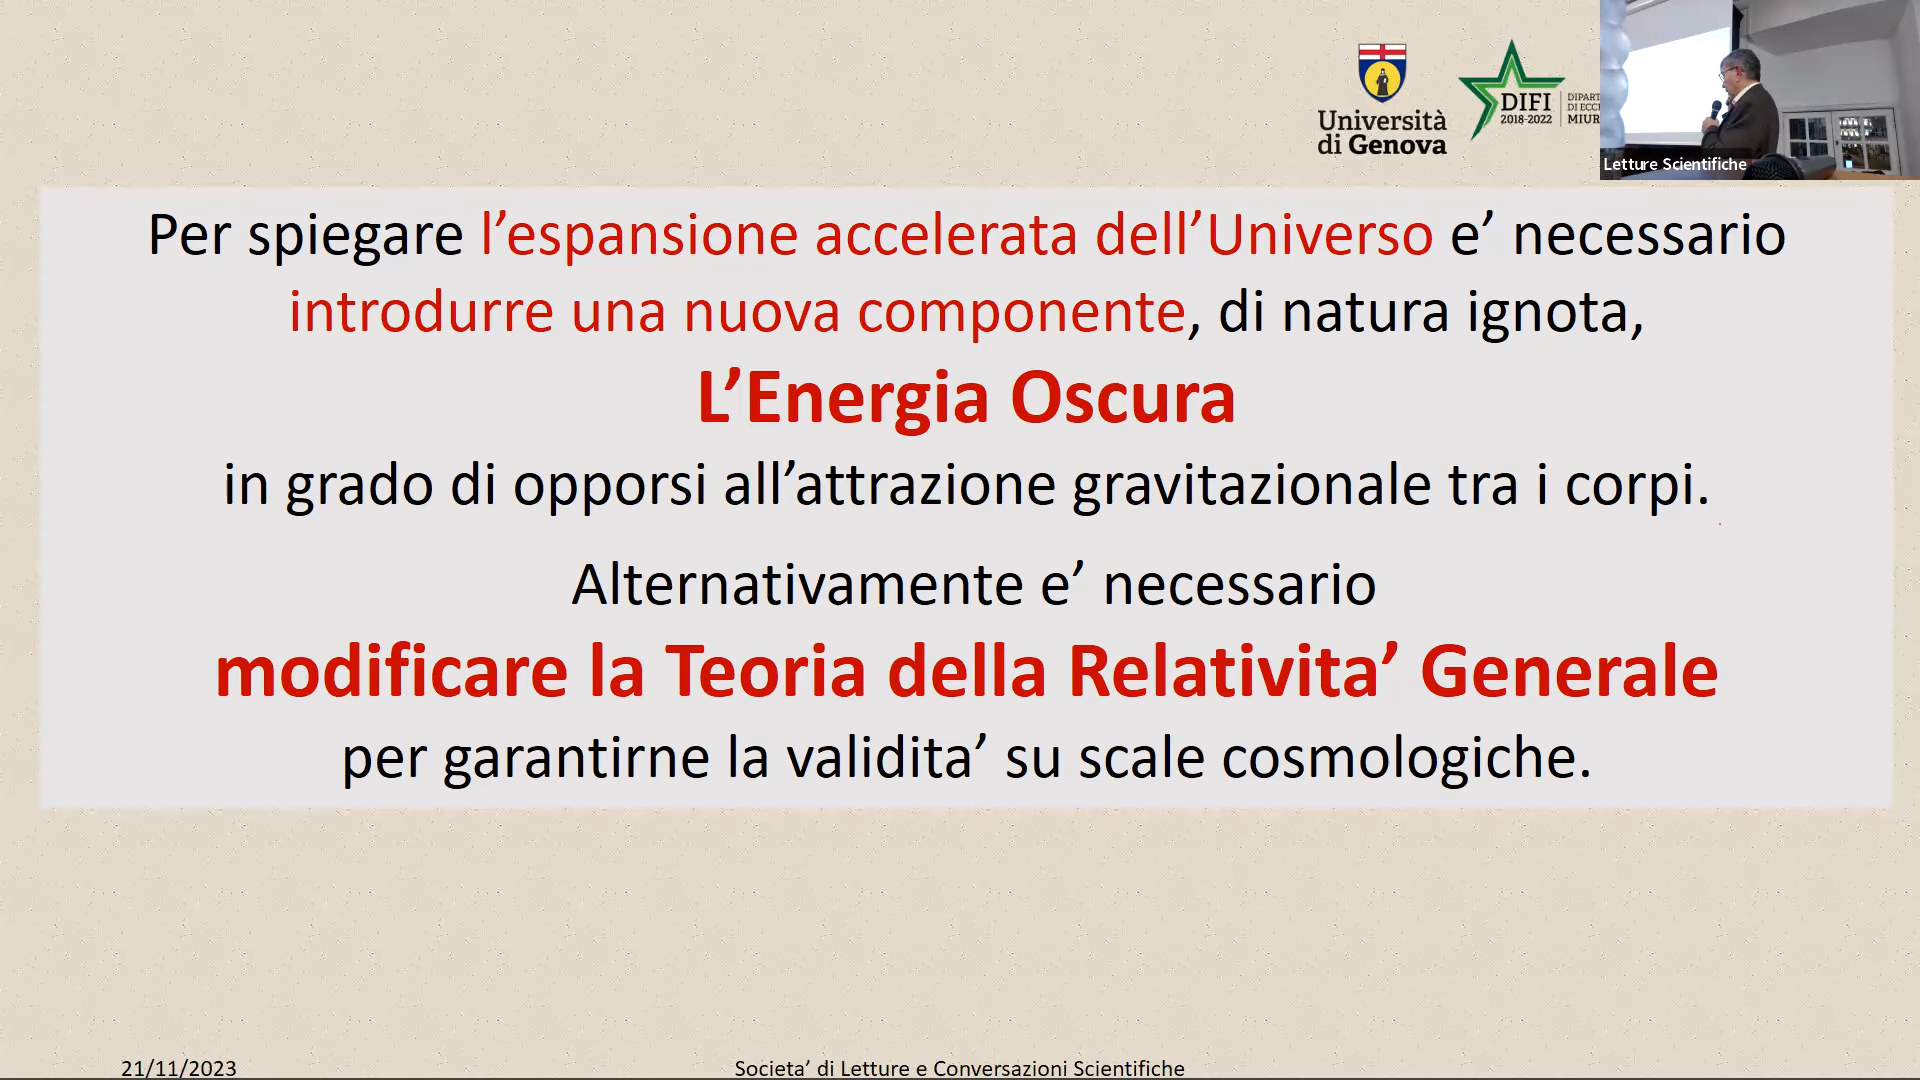 Università
di Genova
DIFI
2018-2022
MIUR
Letture Scientifiche
Per spiegare l’espansione accelerata dell’Universo e’ necessario
introdurre una nuova componente, di natura ignota,
L’Energia Oscura
in grado di opporsi all’attrazione gravitazionale tra i corpi.
Alternativamente e’ necessario
modificare la Teoria della Relativita’ Generale
per garantirne la validita’ su scale cosmologiche.
21/11/2023
Societa’ di Letture e Conversazioni Scientifiche